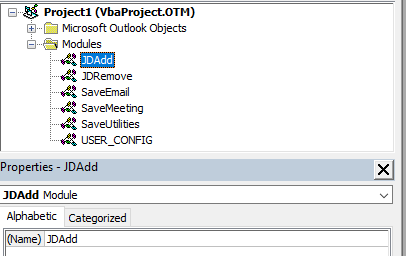 Project1 (VbaProject.OTM)
Microsoft Outlook Objects
Modules
JDAdd
JDRemove
SaveEmail
SaveMeeting
SaveUtilities
USER_CONFIG
Properties - JDAdd
JDAdd Module
Alphabetic Categorized
(Name) JDAdd